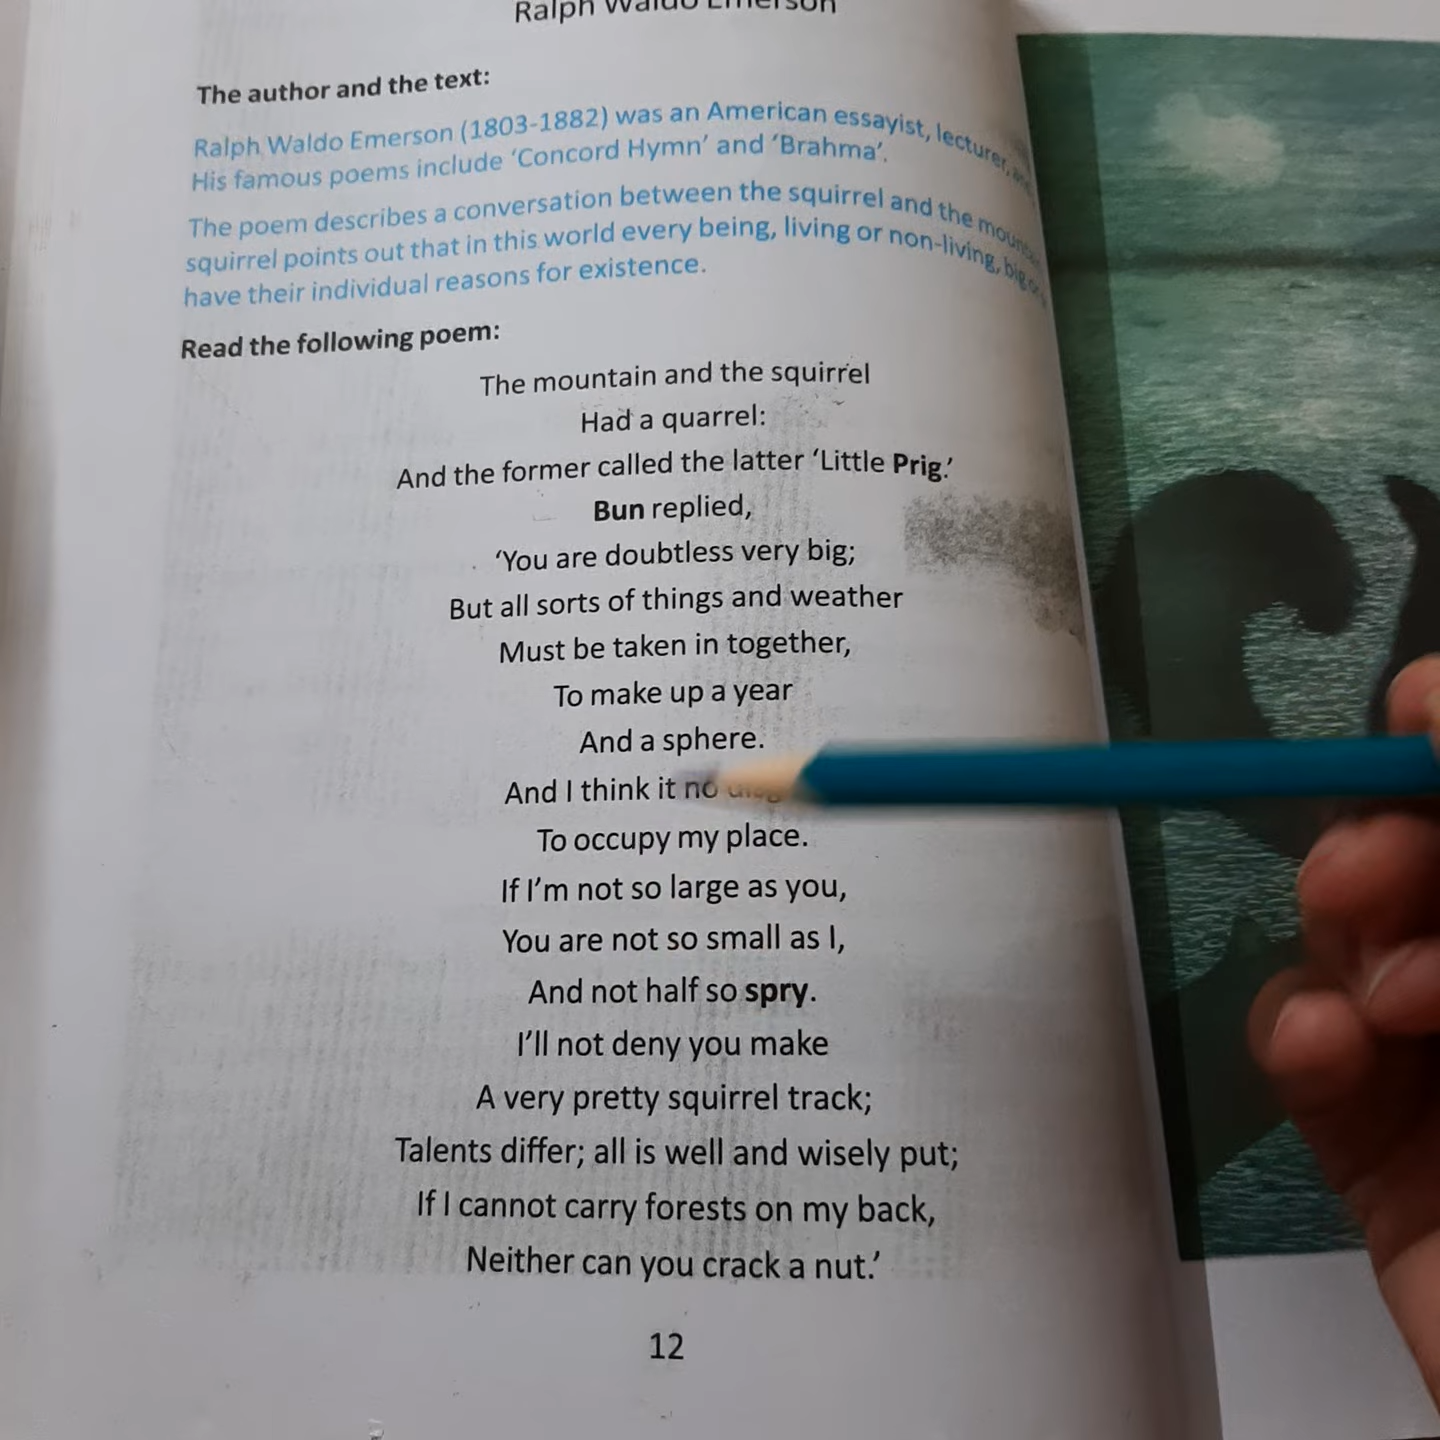 Ralph Waldo Emerson
The author and the text:
Ralph Waldo Emerson (1803-1882) was an American essayist, lecturer,
His famous poems include ‘Concord Hymn’ and ‘Brahma’.
The poem describes a conversation between the squirrel and the
squirrel points out that in this world every being, living or non-living, big
have their individual reasons for existence.
Read the following poem:
The mountain and the squirrel
Had a quarrel:
And the former called the latter ‘Little Prig.’
Bun replied,
‘You are doubtless very big;
But all sorts of things and weather
Must be taken in together,
To make up a year
And a sphere.
And I think it no
To occupy my place.
If I’m not so large as you,
You are not so small as I,
And not half so spry.
I’ll not deny you make
A very pretty squirrel track;
Talents differ; all is well and wisely put;
If I cannot carry forests on my back,
Neither can you crack a nut.’
12